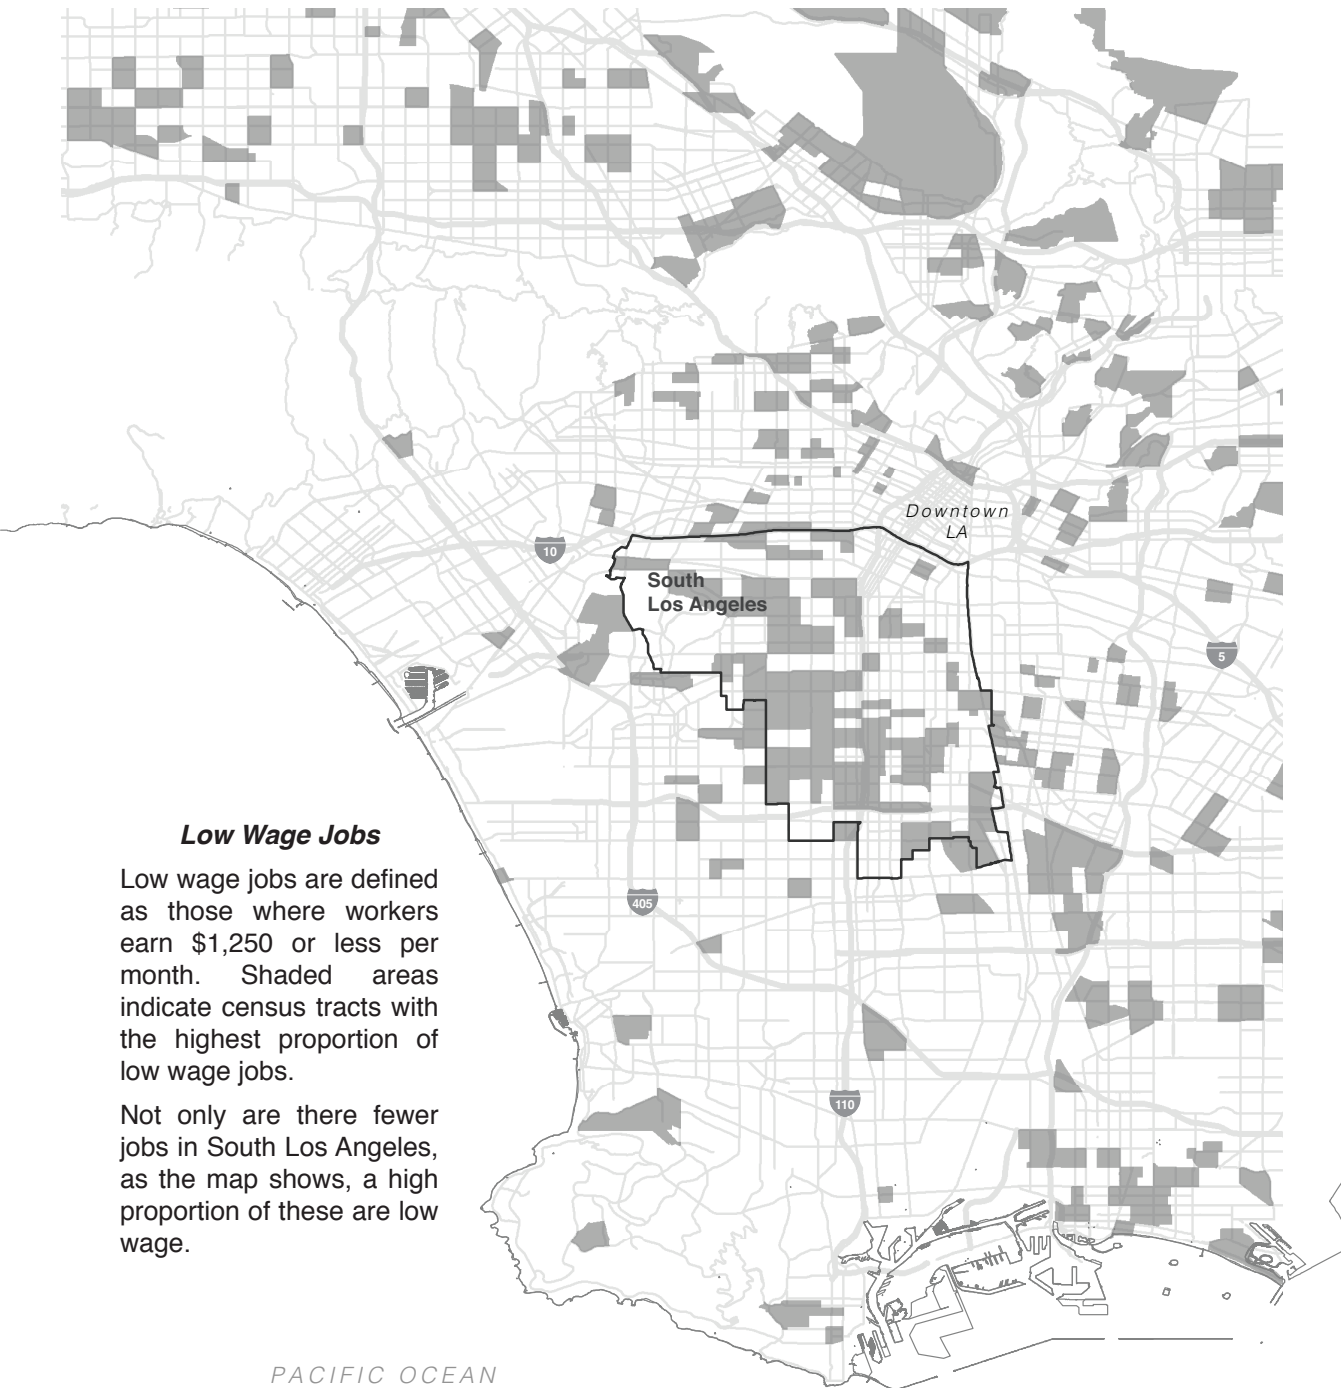 Downtown
LA
10
South
Los Angeles
5
Low Wage Jobs
Low wage jobs are defined
as those where workers
earn $1,250 or less per
month. Shaded areas
indicate census tracts with
the highest proportion of
low wage jobs.
Not only are there fewer
jobs in South Los Angeles,
as the map shows, a high
proportion of these are low
wage.
405
110
PACIFIC OCEAN